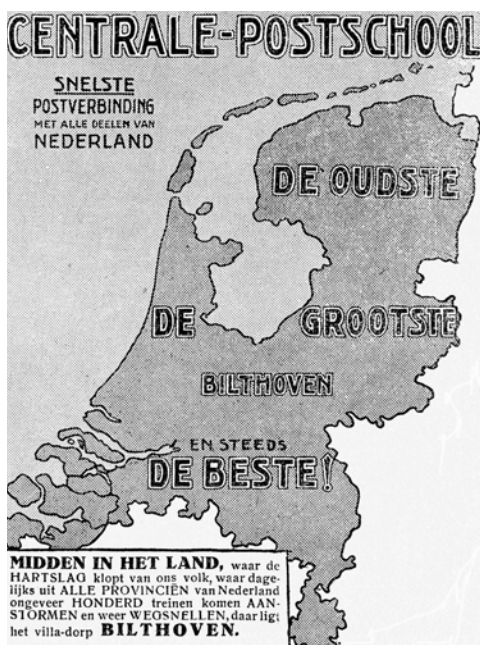 CENTRALE-POSTSCHOOL
SNELSTE
POSTVERBINDING
MET ALLE DEELEN VAN
NEDERLAND
DE OUDSTE
DE GROOTSTE
BILTHOVEN
EN STEEDS
DE BESTE!
MIDDEN IN HET LAND, waar de
HARTSLAG klopt van ons volk, waar dage-
lijks uit ALLE PROVINCIËN van Nederland
ongeveer HONDERD treinen komen AAN-
STORMEN en weer WEGSNELLEN, daar ligt
het villa-dorp BILTHOVEN.